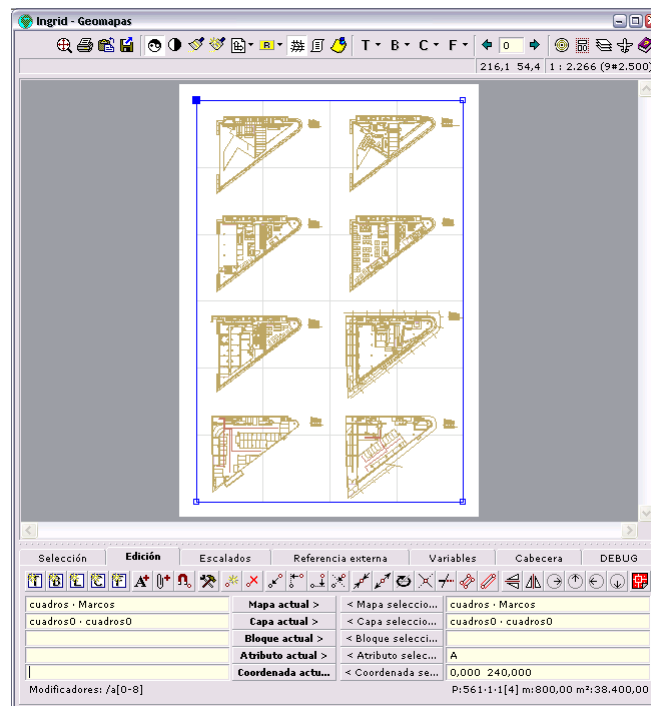 Ingrid - Geomapas
T B C F 0
216,1 54,4 1 : 2.266 (9#2.500)
Selección Edición Escalados Referencia externa Variables Cabecera DEBUG
cuadros · Marcos Mapa actual > < Mapa seleccio... cuadros · Marcos
cuadros0 · cuadros0 Capa actual > < Capa seleccio... cuadros0 · cuadros0
Bloque actual > < Bloque selecci...
Atributo actual > < Atributo selec... A
Coordenada actu... < Coordenada se... 0,000 240,000
Modificadores: /a[0-8] P:561·1·1[4] m:800,00 m²:38.400,00